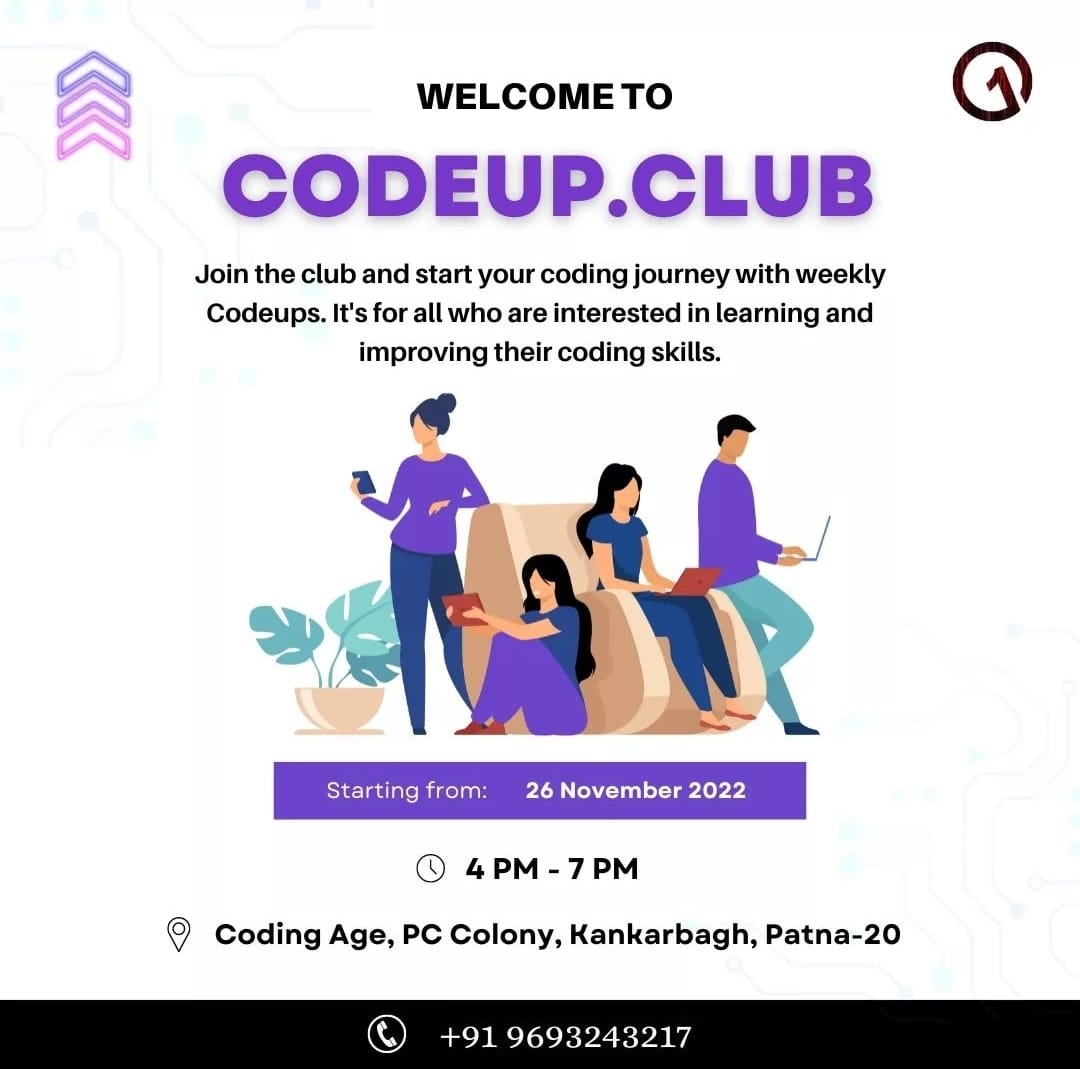 WELCOME TO
CODEUP.CLUB
Join the club and start your coding journey with weekly
Codeups. It's for all who are interested in learning and
improving their coding skills.
Starting from: 26 November 2022
4 PM - 7 PM
Coding Age, PC Colony, Kankarbagh, Patna-20
+91 9693243217